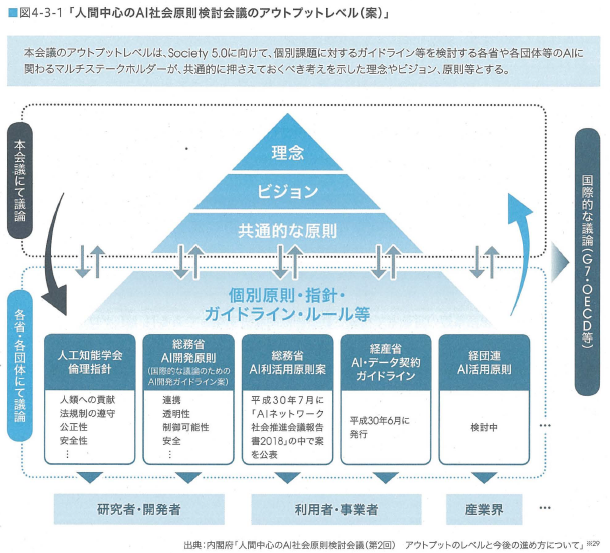 ■図4-3-1「人間中心のAI社会原則検討会議のアウトプットレベル(案)」
本会議のアウトプットレベルは、Society 5.0に向けて、個別課題に対するガイドライン等を検討する各省や各団体等のAIに
関わるマルチステークホルダーが、共通的に押さえておくべき考えを示した理念やビジョン、原則等とする。
本会議にて議論
理念
ビジョン
共通的な原則
国際的な議論(G7・OECD等)
各省・各団体にて議論
個別原則・指針・
ガイドライン・ルール等
人工知能学会
倫理指針
人類への貢献
法規制の遵守
公正性
安全性
⋮
総務省
AI開発原則
(国際的な議論のための
AI開発ガイドライン案)
連携
透明性
制御可能性
安全
⋮
総務省
AI利活用原則案
平成30年7月に
「AIネットワーク
社会推進会議報告
書2018」の中で案
を公表
経産省
AI・データ契約
ガイドライン
平成30年6月に
発行
経団連
AI活用原則
検討中
…
研究者・開発者
利用者・事業者
産業界
…
出典：内閣府「人間中心のAI社会原則検討会議(第2回) アウトプットのレベルと今後の進め方について」※29